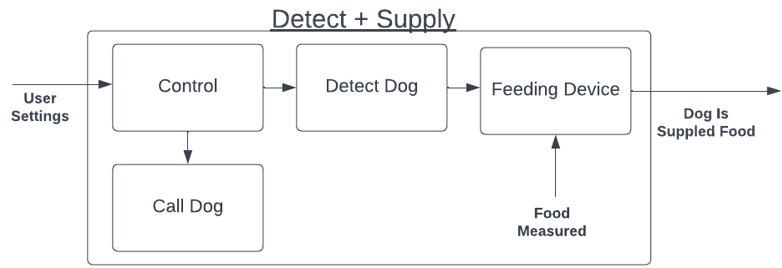 Detect + Supply
Control
Detect Dog
Feeding Device
User
Settings
Dog Is
Suppled Food
Call Dog
Food
Measured